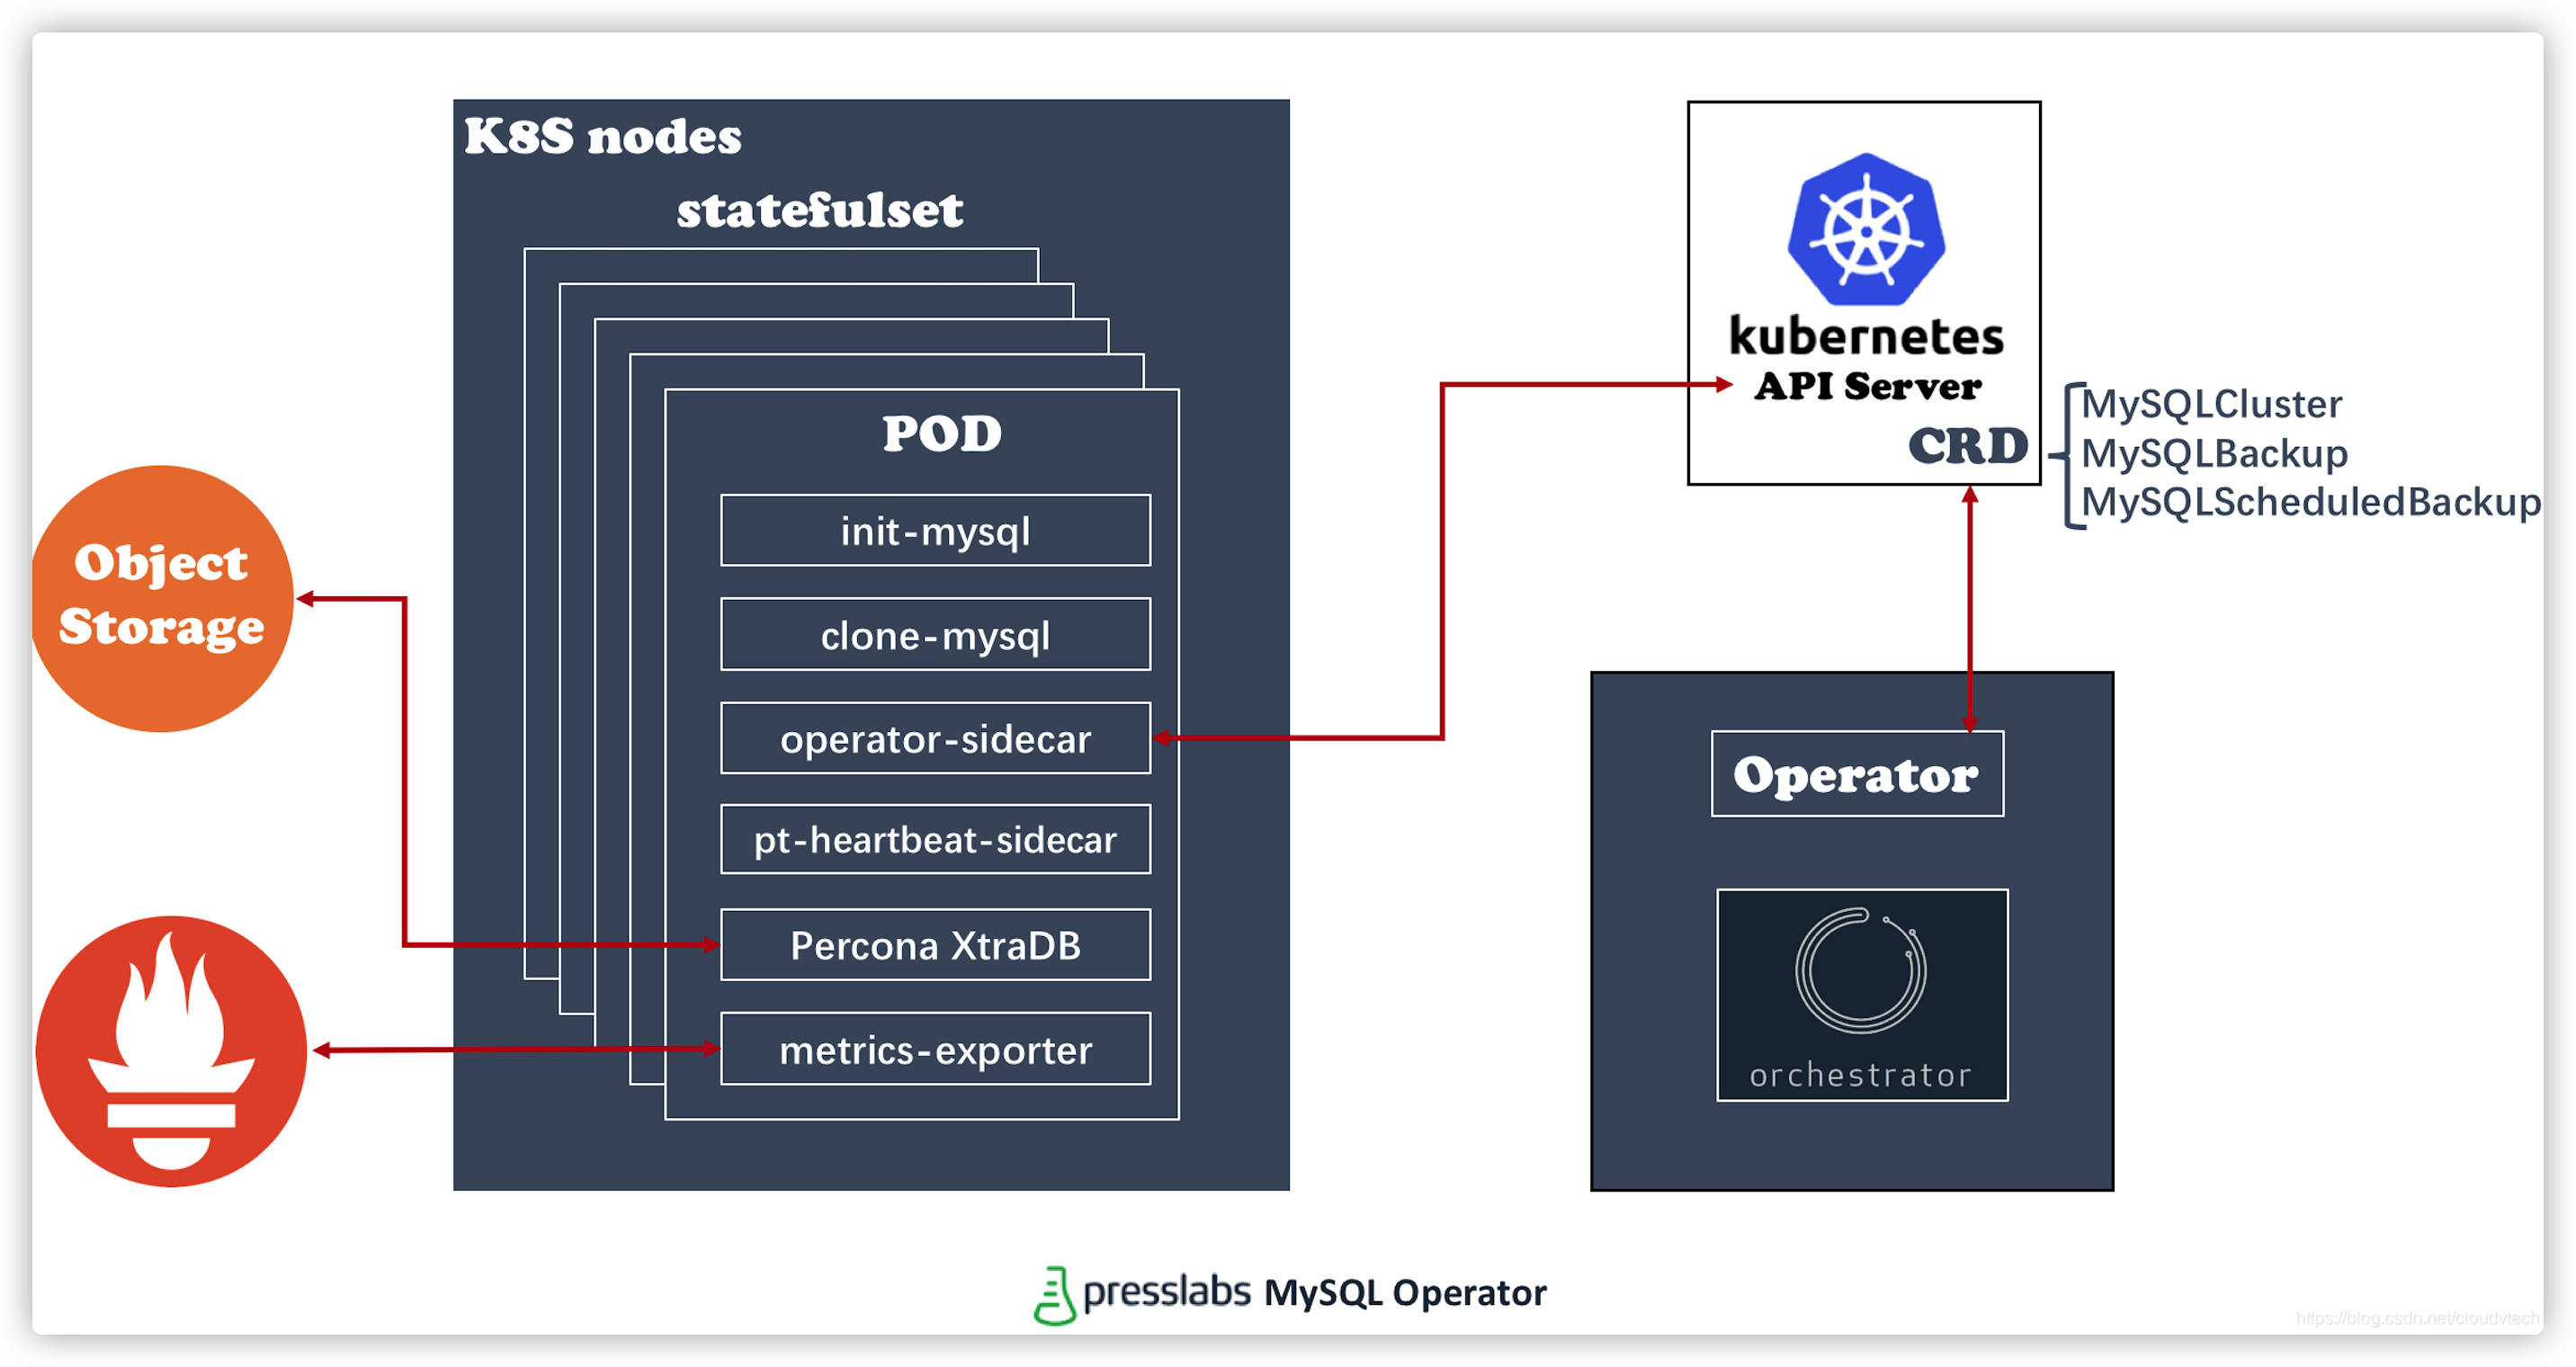 K8S nodes
statefulset
POD
init-mysql
clone-mysql
operator-sidecar
pt-heartbeat-sidecar
Percona XtraDB
metrics-exporter
Object
Storage
kubernetes
API Server
CRD
MySQLCluster
MySQLBackup
MySQLScheduledBackup
Operator
orchestrator
presslabs MySQL Operator
https://blog.csdn.net/cloudvtech